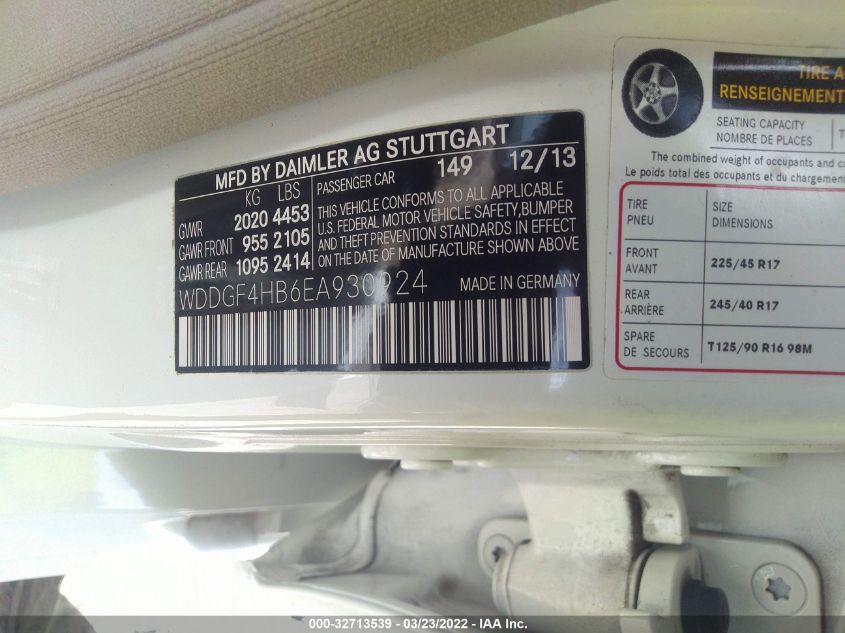 MFD BY DAIMLER AG STUTTGART
KG LBS PASSENGER CAR 149 12/13
GVWR 2020 4453
GAWR FRONT 955 2105
GAWR REAR 1095 2414
THIS VEHICLE CONFORMS TO ALL APPLICABLE
U.S. FEDERAL MOTOR VEHICLE SAFETY, BUMPER
AND THEFT PREVENTION STANDARDS IN EFFECT
ON THE DATE OF MANUFACTURE SHOWN ABOVE
WDDGF4HB6EA930924 MADE IN GERMANY
TIRE A
RENSEIGNEMENT
SEATING CAPACITY
NOMBRE DE PLACES
The combined weight of occupants and ca
Le poids total des occupants et du chargement
TIRE SIZE
PNEU DIMENSIONS
FRONT
AVANT 225/45 R17
REAR
ARRIÈRE 245/40 R17
SPARE
DE SECOURS T125/90 R16 98M
000-32713539 - 03/23/2022 - IAA Inc.